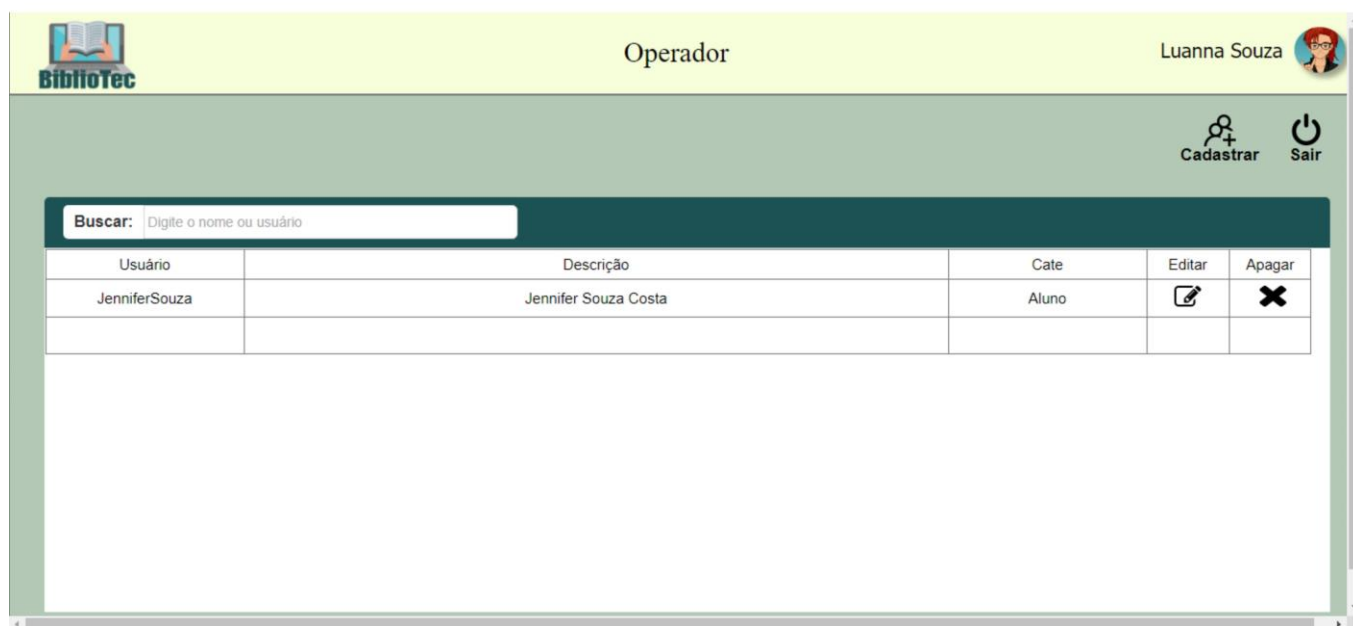 BiblioTec
Operador
Luanna Souza
Cadastrar
Sair
Buscar: Digite o nome ou usuário
Usuário Descrição Cate Editar Apagar
JenniferSouza Jennifer Souza Costa Aluno